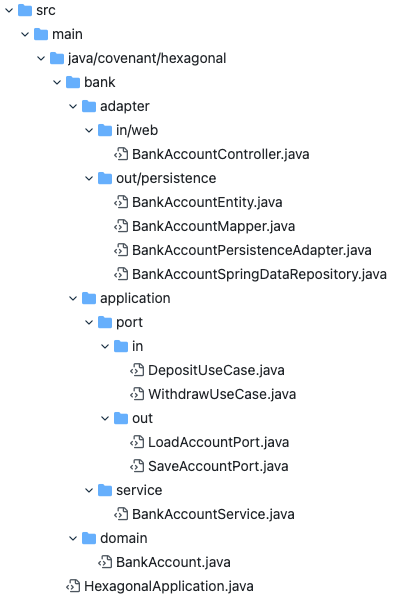 src
main
java/covenant/hexagonal
bank
adapter
in/web
BankAccountController.java
out/persistence
BankAccountEntity.java
BankAccountMapper.java
BankAccountPersistenceAdapter.java
BankAccountSpringDataRepository.java
application
port
in
DepositUseCase.java
WithdrawUseCase.java
out
LoadAccountPort.java
SaveAccountPort.java
service
BankAccountService.java
domain
BankAccount.java
HexagonalApplication.java